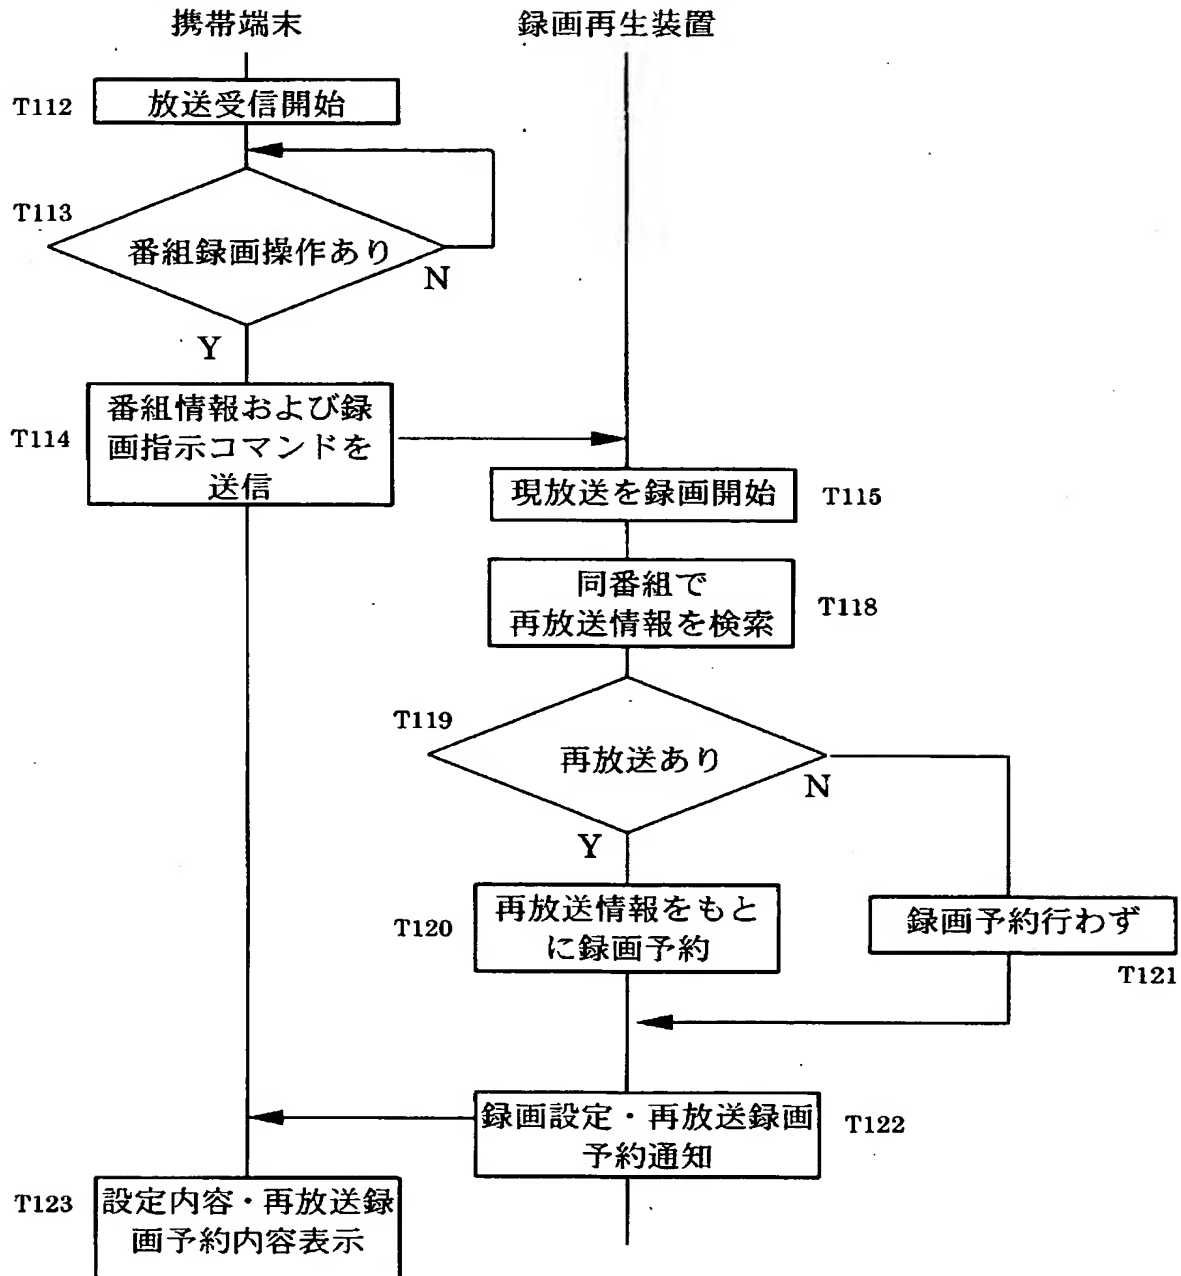 携帯端末
録画再生装置
T112
放送受信開始
T113
番組録画操作あり
N
Y
T114
番組情報および録
画指示コマンドを
送信
現放送を録画開始
T115
同番組で
再放送情報を検索
T118
T119
再放送あり
N
Y
T120
再放送情報をもと
に録画予約
録画予約行わず
T121
録画設定・再放送録画
予約通知
T122
T123
設定内容・再放送録
画予約内容表示